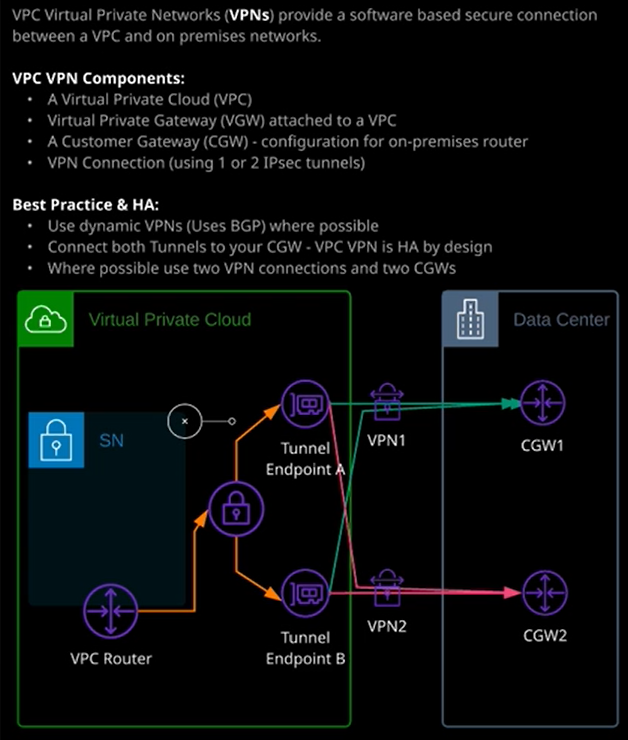 VPC Virtual Private Networks (VPNs) provide a software based secure connection
between a VPC and on premises networks.
VPC VPN Components:
• A Virtual Private Cloud (VPC)
• Virtual Private Gateway (VGW) attached to a VPC
• A Customer Gateway (CGW) - configuration for on-premises router
• VPN Connection (using 1 or 2 IPsec tunnels)
Best Practice & HA:
• Use dynamic VPNs (Uses BGP) where possible
• Connect both Tunnels to your CGW - VPC VPN is HA by design
• Where possible use two VPN connections and two CGWs
Virtual Private Cloud
Data Center
SN
Tunnel
Endpoint A
VPN1
CGW1
VPC Router
Tunnel
Endpoint B
VPN2
CGW2